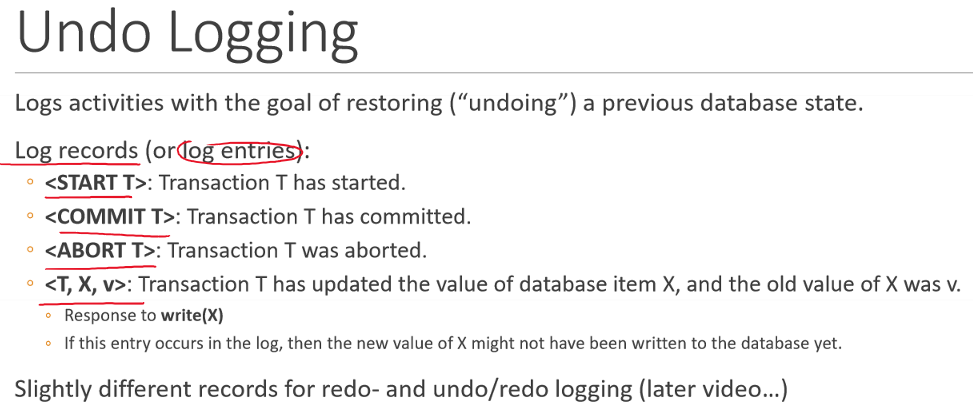 Undo Logging
Logs activities with the goal of restoring (“undoing”) a previous database state.
Log records (or log entries):
◦ <START T>: Transaction T has started.
◦ <COMMIT T>: Transaction T has committed.
◦ <ABORT T>: Transaction T was aborted.
◦ <T, X, v>: Transaction T has updated the value of database item X, and the old value of X was v.
◦ Response to write(X)
◦ If this entry occurs in the log, then the new value of X might not have been written to the database yet.
Slightly different records for redo- and undo/redo logging (later video…)